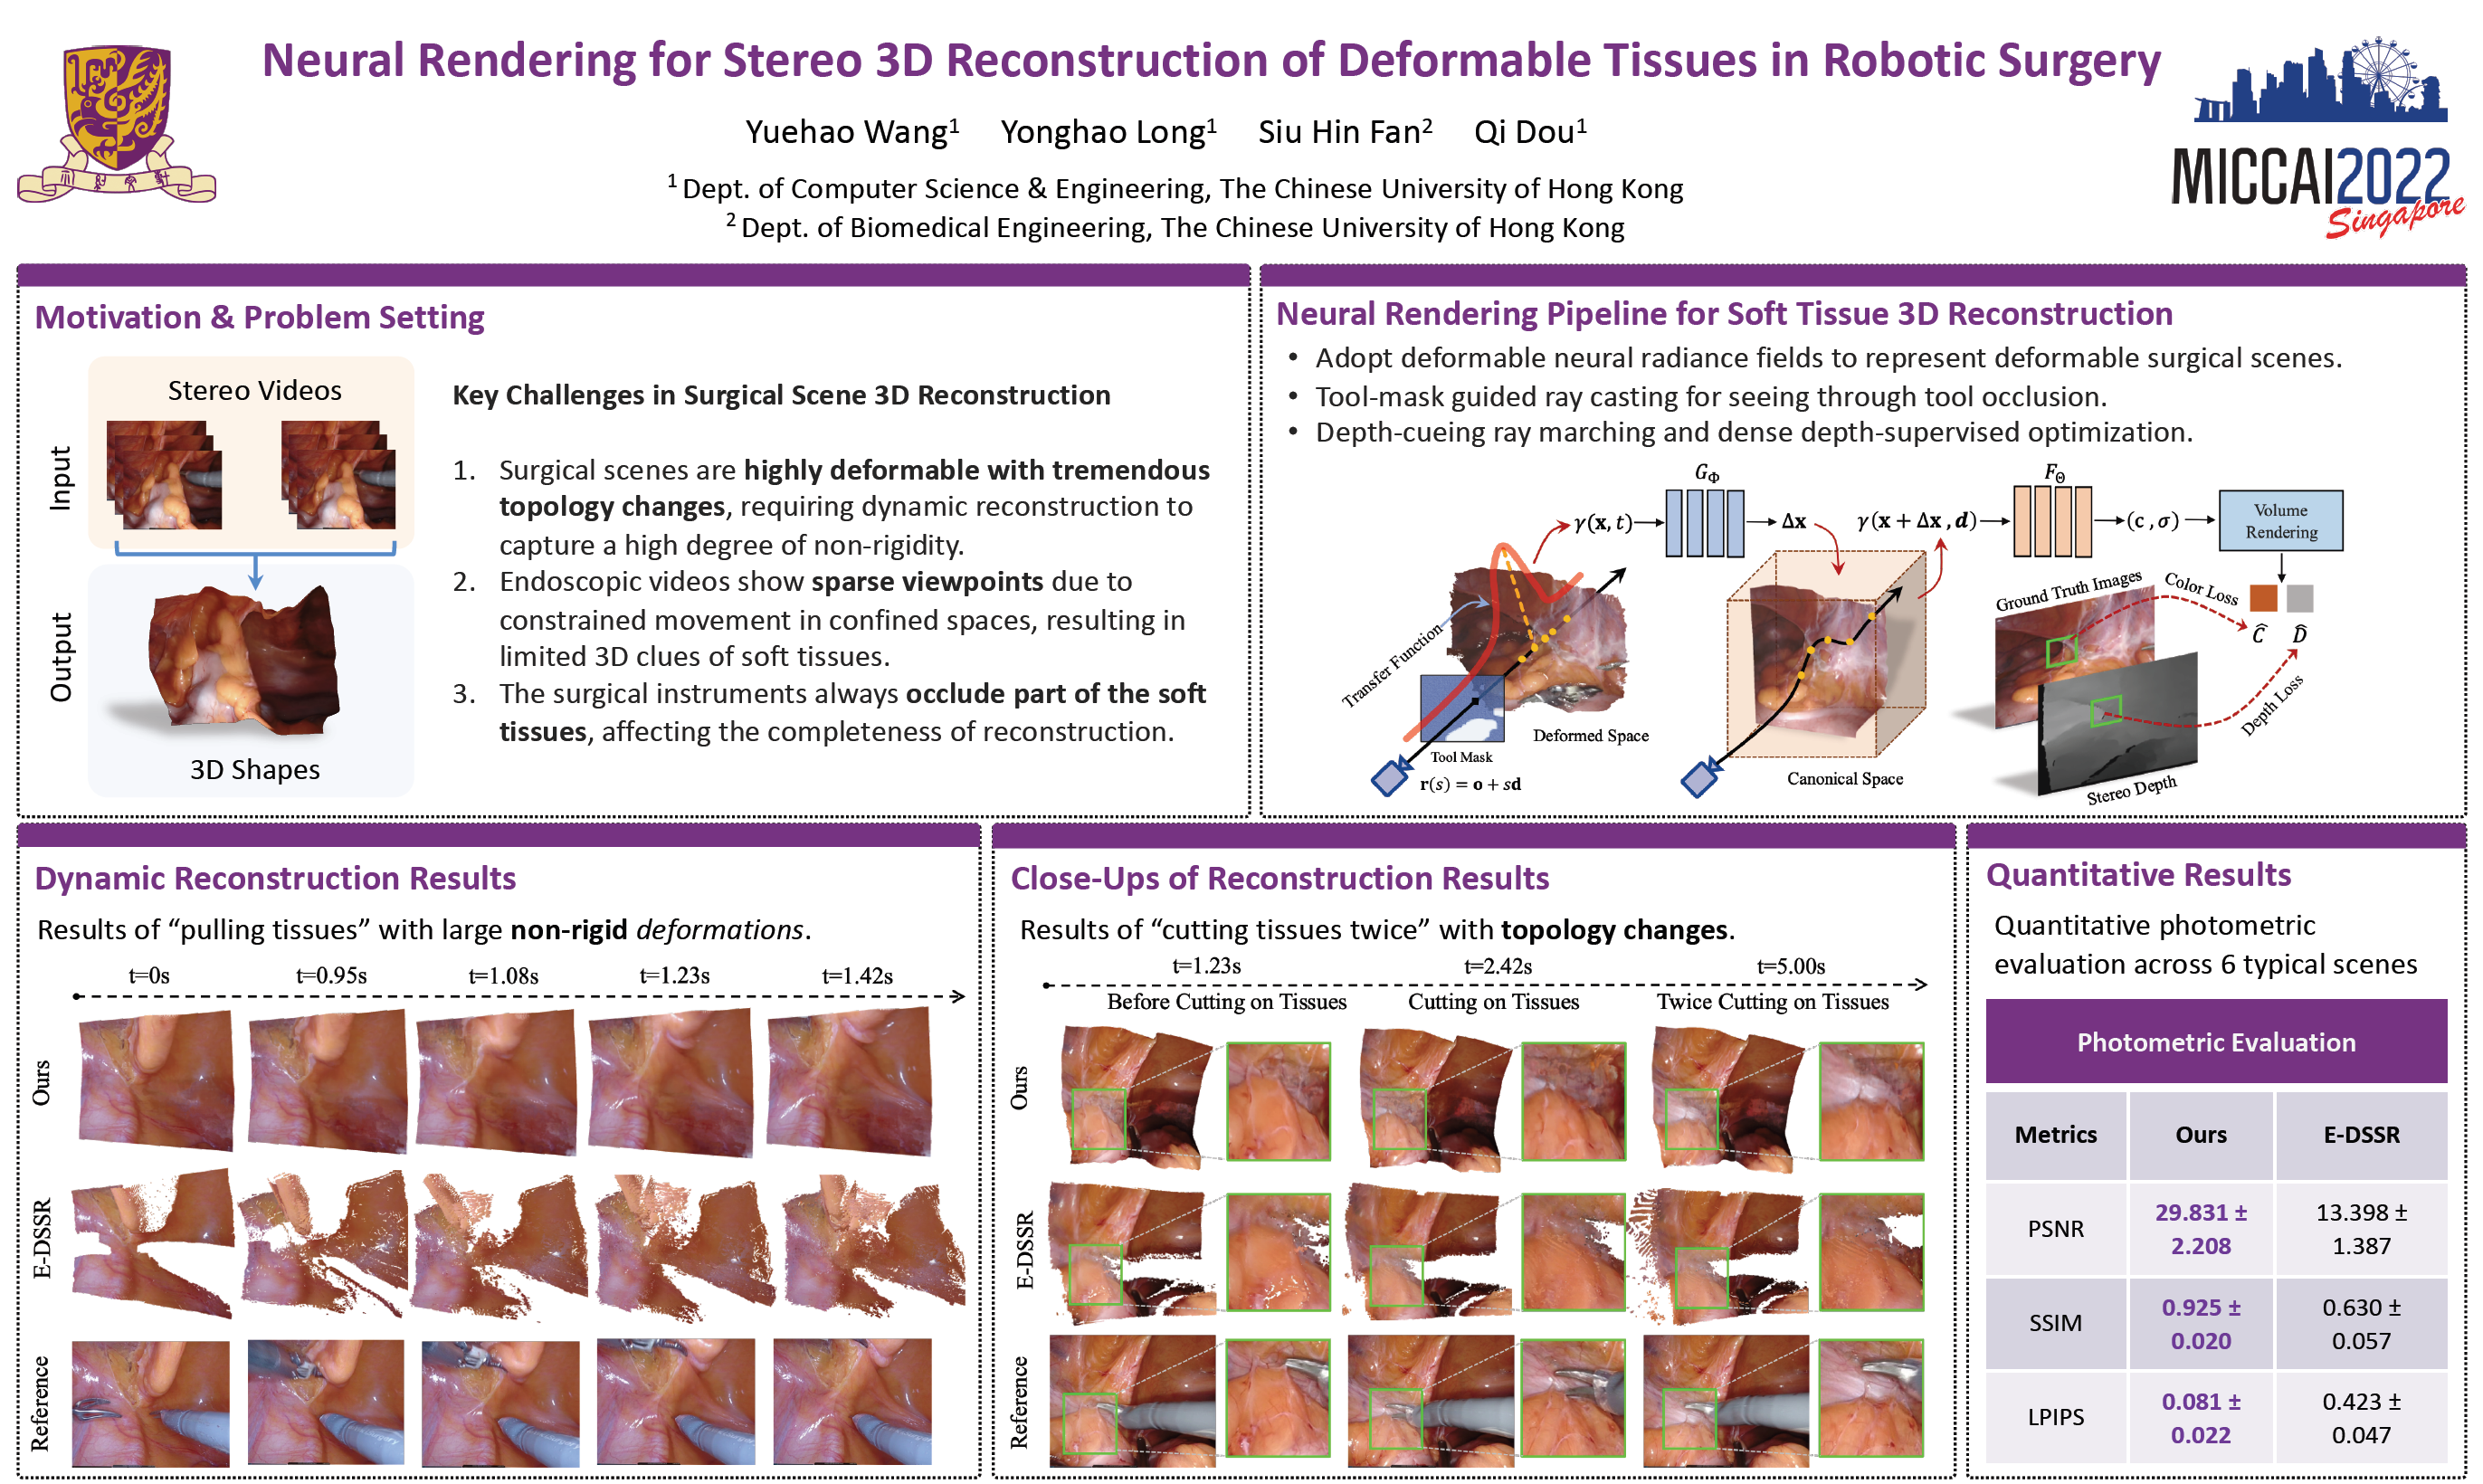 Neural Rendering for Stereo 3D Reconstruction of Deformable Tissues in Robotic Surgery
Yuehao Wang¹ Yonghao Long¹ Siu Hin Fan² Qi Dou¹
¹ Dept. of Computer Science & Engineering, The Chinese University of Hong Kong
² Dept. of Biomedical Engineering, The Chinese University of Hong Kong
MICCAI2022
Singapore
Motivation & Problem Setting
Input
Stereo Videos
Output
3D Shapes
Key Challenges in Surgical Scene 3D Reconstruction
1. Surgical scenes are highly deformable with tremendous
topology changes, requiring dynamic reconstruction to
capture a high degree of non-rigidity.
2. Endoscopic videos show sparse viewpoints due to
constrained movement in confined spaces, resulting in
limited 3D clues of soft tissues.
3. The surgical instruments always occlude part of the soft
tissues, affecting the completeness of reconstruction.
Neural Rendering Pipeline for Soft Tissue 3D Reconstruction
• Adopt deformable neural radiance fields to represent deformable surgical scenes.
• Tool-mask guided ray casting for seeing through tool occlusion.
• Depth-cueing ray marching and dense depth-supervised optimization.
G_Φ
F_Θ
γ(x, t)
Δx
γ(x + Δx , d)
(c , σ)
Volume
Rendering
Transfer Function
Tool Mask
Deformed Space
r(s) = o + sd
Canonical Space
Ground Truth Images
Color Loss
Ĉ D̂
Depth Loss
Stereo Depth
Dynamic Reconstruction Results
Results of “pulling tissues” with large non-rigid deformations.
t=0s t=0.95s t=1.08s t=1.23s t=1.42s
Ours
E-DSSR
Reference
Close-Ups of Reconstruction Results
Results of “cutting tissues twice” with topology changes.
t=1.23s t=2.42s t=5.00s
Before Cutting on Tissues Cutting on Tissues Twice Cutting on Tissues
Ours
E-DSSR
Reference
Quantitative Results
Quantitative photometric
evaluation across 6 typical scenes
Photometric Evaluation
Metrics Ours E-DSSR
PSNR 29.831 ± 2.208 13.398 ± 1.387
SSIM 0.925 ± 0.020 0.630 ± 0.057
LPIPS 0.081 ± 0.022 0.423 ± 0.047